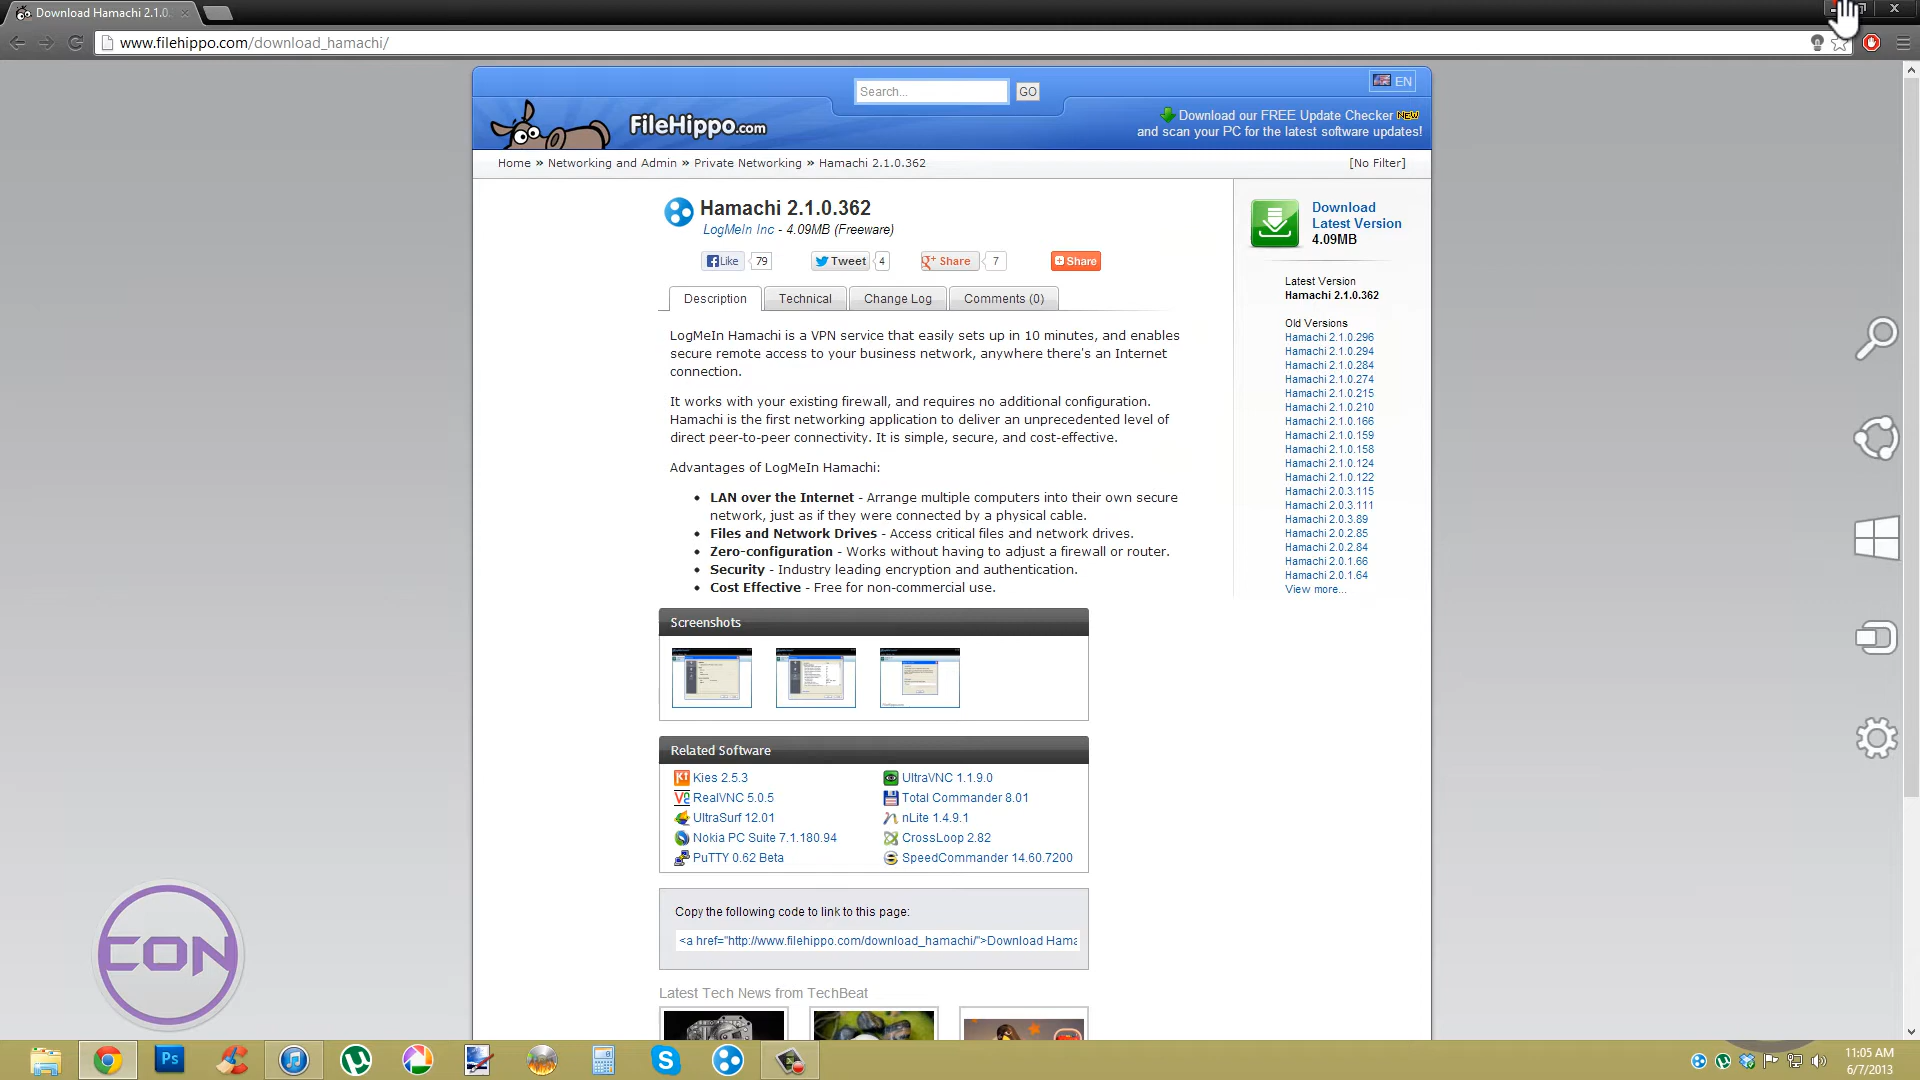 Download Hamachi 2.1.0.
www.filehippo.com/download_hamachi/
Search...
GO
EN
FileHippo.com
Download our FREE Update Checker NEW
and scan your PC for the latest software updates!
Home » Networking and Admin » Private Networking » Hamachi 2.1.0.362
[No Filter]
Hamachi 2.1.0.362
LogMeIn Inc - 4.09MB (Freeware)
Like 79
Tweet 4
g+ Share 7
Share
Description
Technical
Change Log
Comments (0)
LogMeIn Hamachi is a VPN service that easily sets up in 10 minutes, and enables
secure remote access to your business network, anywhere there's an Internet
connection.
It works with your existing firewall, and requires no additional configuration.
Hamachi is the first networking application to deliver an unprecedented level of
direct peer-to-peer connectivity. It is simple, secure, and cost-effective.
Advantages of LogMeIn Hamachi:
• LAN over the Internet - Arrange multiple computers into their own secure
network, just as if they were connected by a physical cable.
• Files and Network Drives - Access critical files and network drives.
• Zero-configuration - Works without having to adjust a firewall or router.
• Security - Industry leading encryption and authentication.
• Cost Effective - Free for non-commercial use.
Download
Latest Version
4.09MB
Latest Version
Hamachi 2.1.0.362
Old Versions
Hamachi 2.1.0.296
Hamachi 2.1.0.294
Hamachi 2.1.0.284
Hamachi 2.1.0.274
Hamachi 2.1.0.215
Hamachi 2.1.0.210
Hamachi 2.1.0.166
Hamachi 2.1.0.159
Hamachi 2.1.0.158
Hamachi 2.1.0.124
Hamachi 2.1.0.122
Hamachi 2.0.3.115
Hamachi 2.0.3.111
Hamachi 2.0.3.89
Hamachi 2.0.2.85
Hamachi 2.0.2.84
Hamachi 2.0.1.66
Hamachi 2.0.1.64
View more...
Screenshots
Related Software
Kies 2.5.3
RealVNC 5.0.5
UltraSurf 12.01
Nokia PC Suite 7.1.180.94
PuTTY 0.62 Beta
UltraVNC 1.1.9.0
Total Commander 8.01
nLite 1.4.9.1
CrossLoop 2.82
SpeedCommander 14.60.7200
Copy the following code to link to this page:
<a href="http://www.filehippo.com/download_hamachi/">Download Hama
Latest Tech News from TechBeat
CON
Ps
11:05 AM
6/7/2013